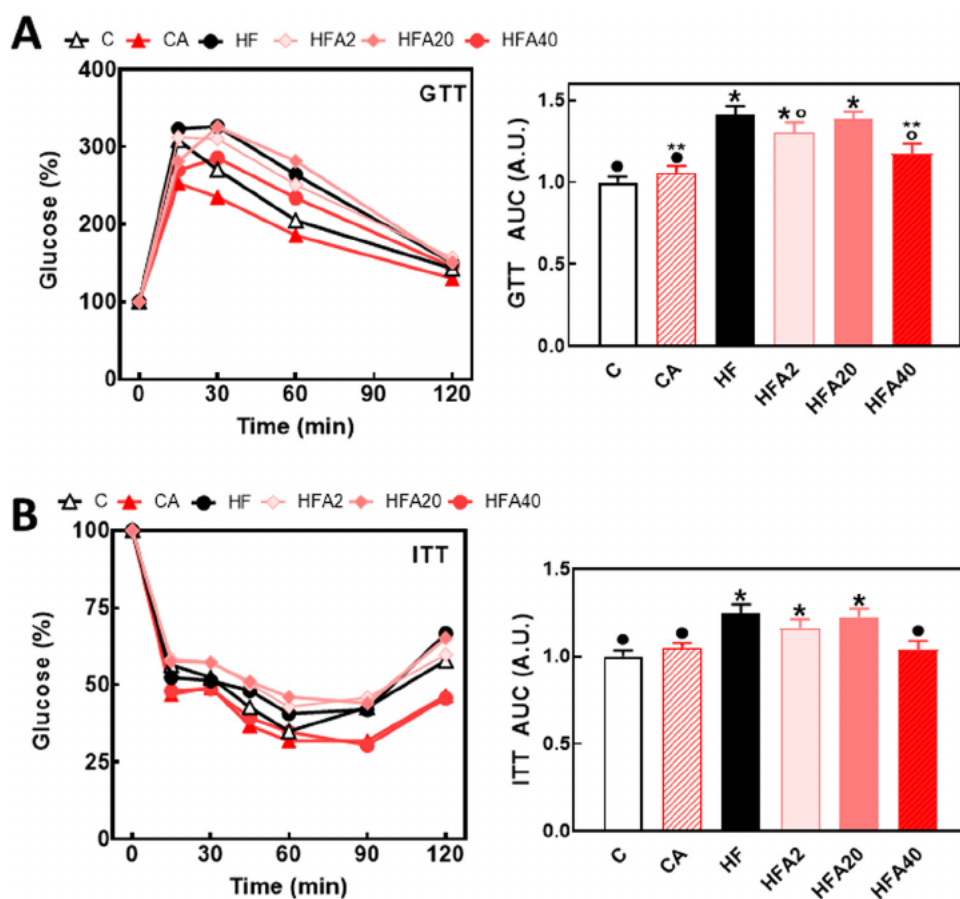 A
C CA HF HFA2 HFA20 HFA40
GTT
Glucose (%)
400
300
200
100
0
0 30 60 90 120
Time (min)
GTT AUC (A.U.)
1.5
1.0
0.5
0.0
* * o * ** o
● ** ●
C CA HF HFA2 HFA20 HFA40
B
C CA HF HFA2 HFA20 HFA40
ITT
Glucose (%)
100
75
50
25
0
0 30 60 90 120
Time (min)
ITT AUC (A.U.)
1.5
1.0
0.5
0.0
* * *
● ● ●
C CA HF HFA2 HFA20 HFA40